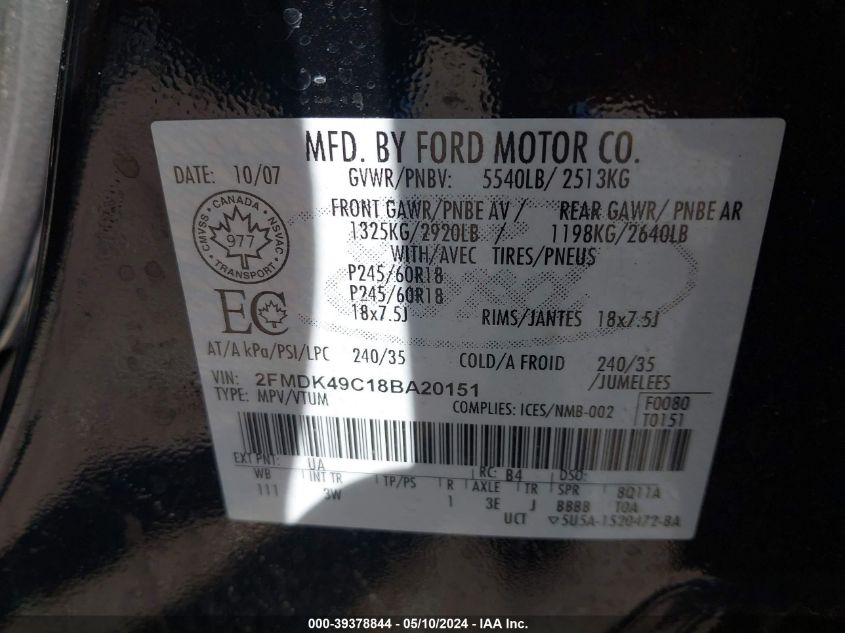 MFD. BY FORD MOTOR CO.
DATE: 10/07
GVWR/PNBV: 5540LB/ 2513KG
FRONT GAWR/PNBE AV / REAR GAWR/ PNBE AR
1325KG/2920LB / 1198KG/2640LB
WITH/AVEC TIRES/PNEUS
P245/60R18
P245/60R18
18x7.5J RIMS/JANTES 18x7.5J
CMVSS CANADA NSVAC
977
TRANSPORT
EC
AT/A kPa/PSI/LPC 240/35 COLD/A FROID 240/35
/JUMELEES
VIN: 2FMDK49C18BA20151
TYPE: MPV/VTUM
COMPLIES: ICES/NMB-002
F0080
T0151
EXT PNT: UA RC: B4 DSO:
WB INT TR TP/PS R AXLE TR SPR 8Q11A
111 3W 1 3E J BBBB TOA
UCT 5U5A-1520472-BA
000-39378844 — 05/10/2024 — IAA Inc.